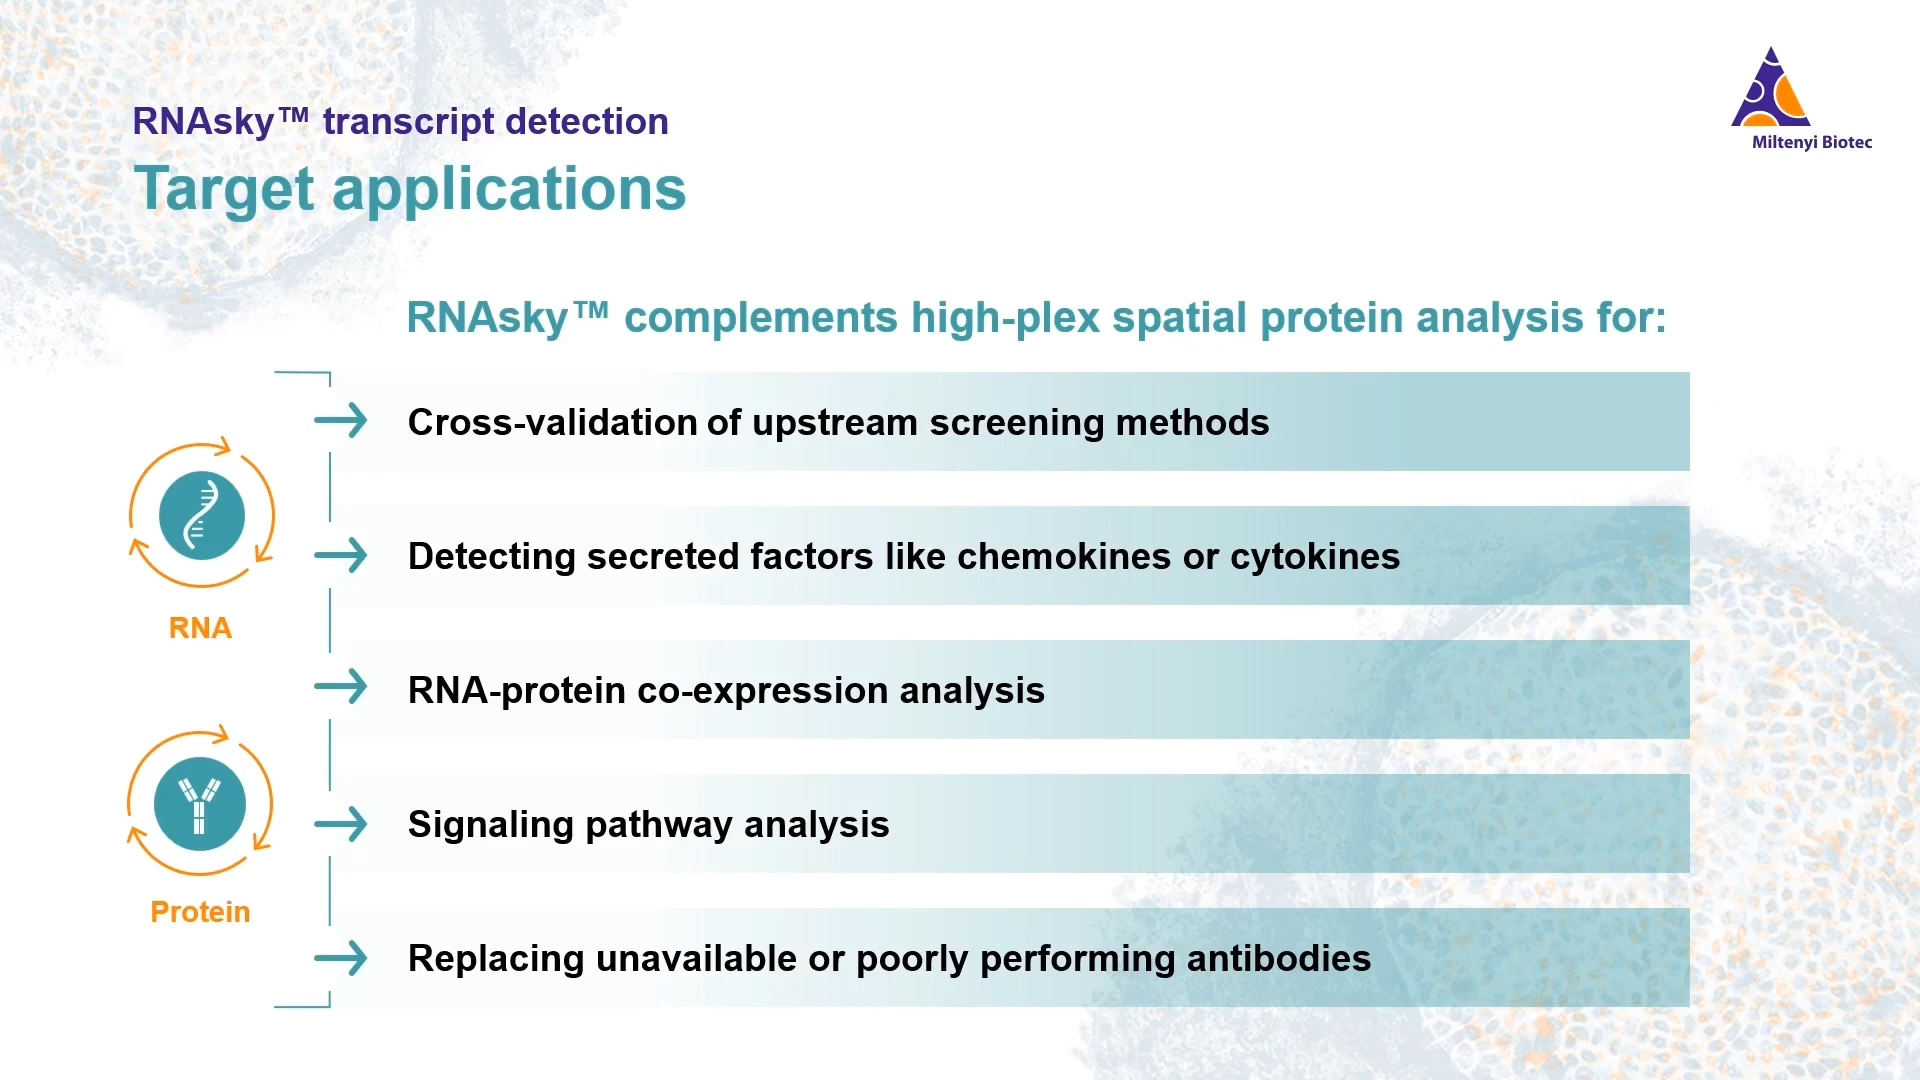 RNAsky™ transcript detection
Target applications
Miltenyi Biotec
RNAsky™ complements high-plex spatial protein analysis for:
Cross-validation of upstream screening methods
Detecting secreted factors like chemokines or cytokines
RNA
RNA-protein co-expression analysis
Signaling pathway analysis
Protein
Replacing unavailable or poorly performing antibodies